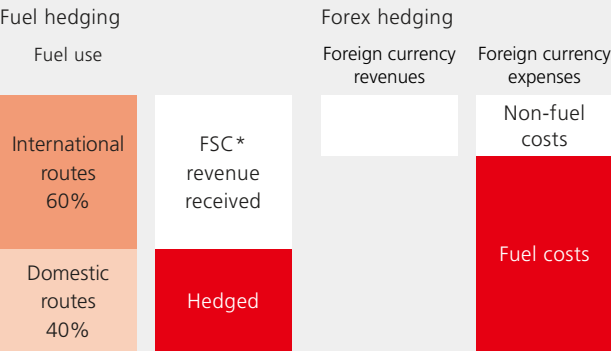 Fuel hedging
Fuel use
International
routes
60%
Domestic
routes
40%
FSC*
revenue
received
Hedged
Forex hedging
Foreign currency
revenues
Foreign currency
expenses
Non-fuel
costs
Fuel costs